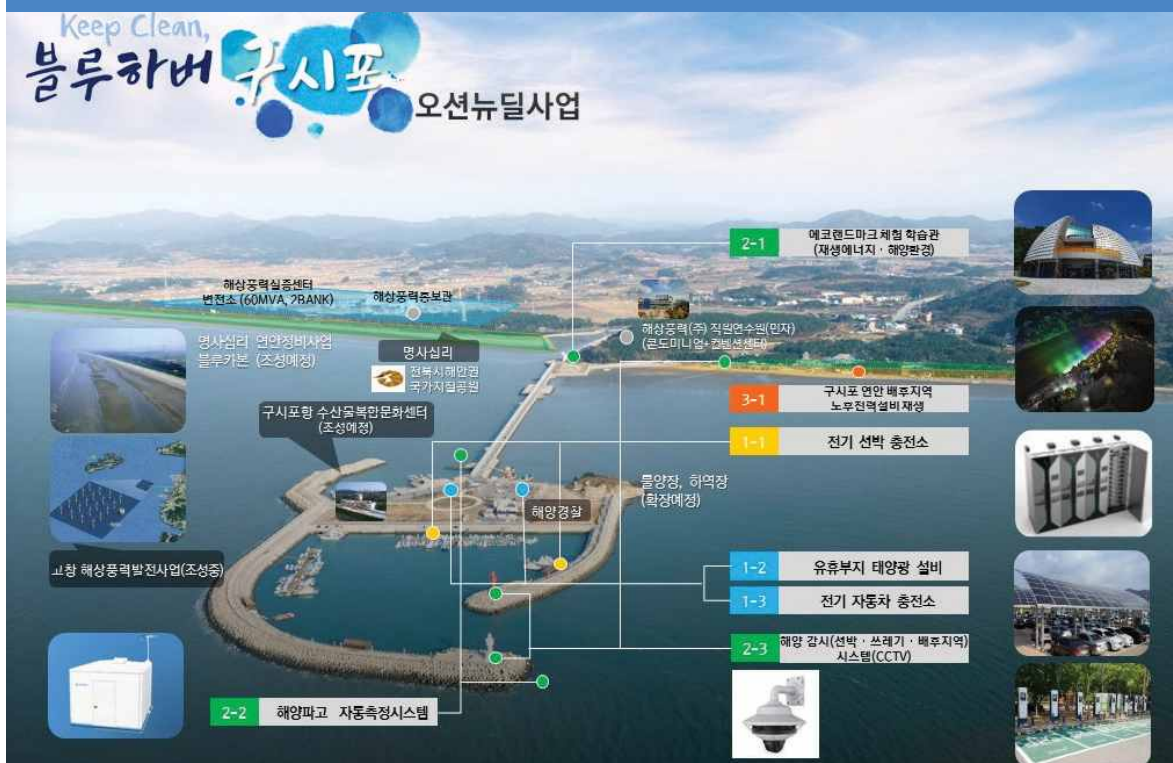 Keep Clean,
블루하버 구시포
오션뉴딜사업
2-1 에코랜드마크 체험 학습관
(재생에너지 · 해양환경)
해상풍력실증센터
변전소 (60MVA, 2BANK)
해상풍력홍보관
해상풍력(주) 직원연수원(민자)
(콘도미니엄+컨벤션센터)
명사십리 연안정비사업
블루카본 (조성예정)
명사십리
전북서해안권
국가지질공원
3-1 구시포 연안 배후지역
노후전력설비 재생
구시포항 수산물복합문화센터
(조성예정)
1-1 전기 선박 충전소
물양장, 하역장
(확장예정)
해양경찰
고창 해상풍력발전사업(조성중)
1-2 유휴부지 태양광 설비
1-3 전기 자동차 충전소
2-3 해양 감시(선박 · 쓰레기 · 배후지역)
시스템(CCTV)
2-2 해양파고 자동측정시스템